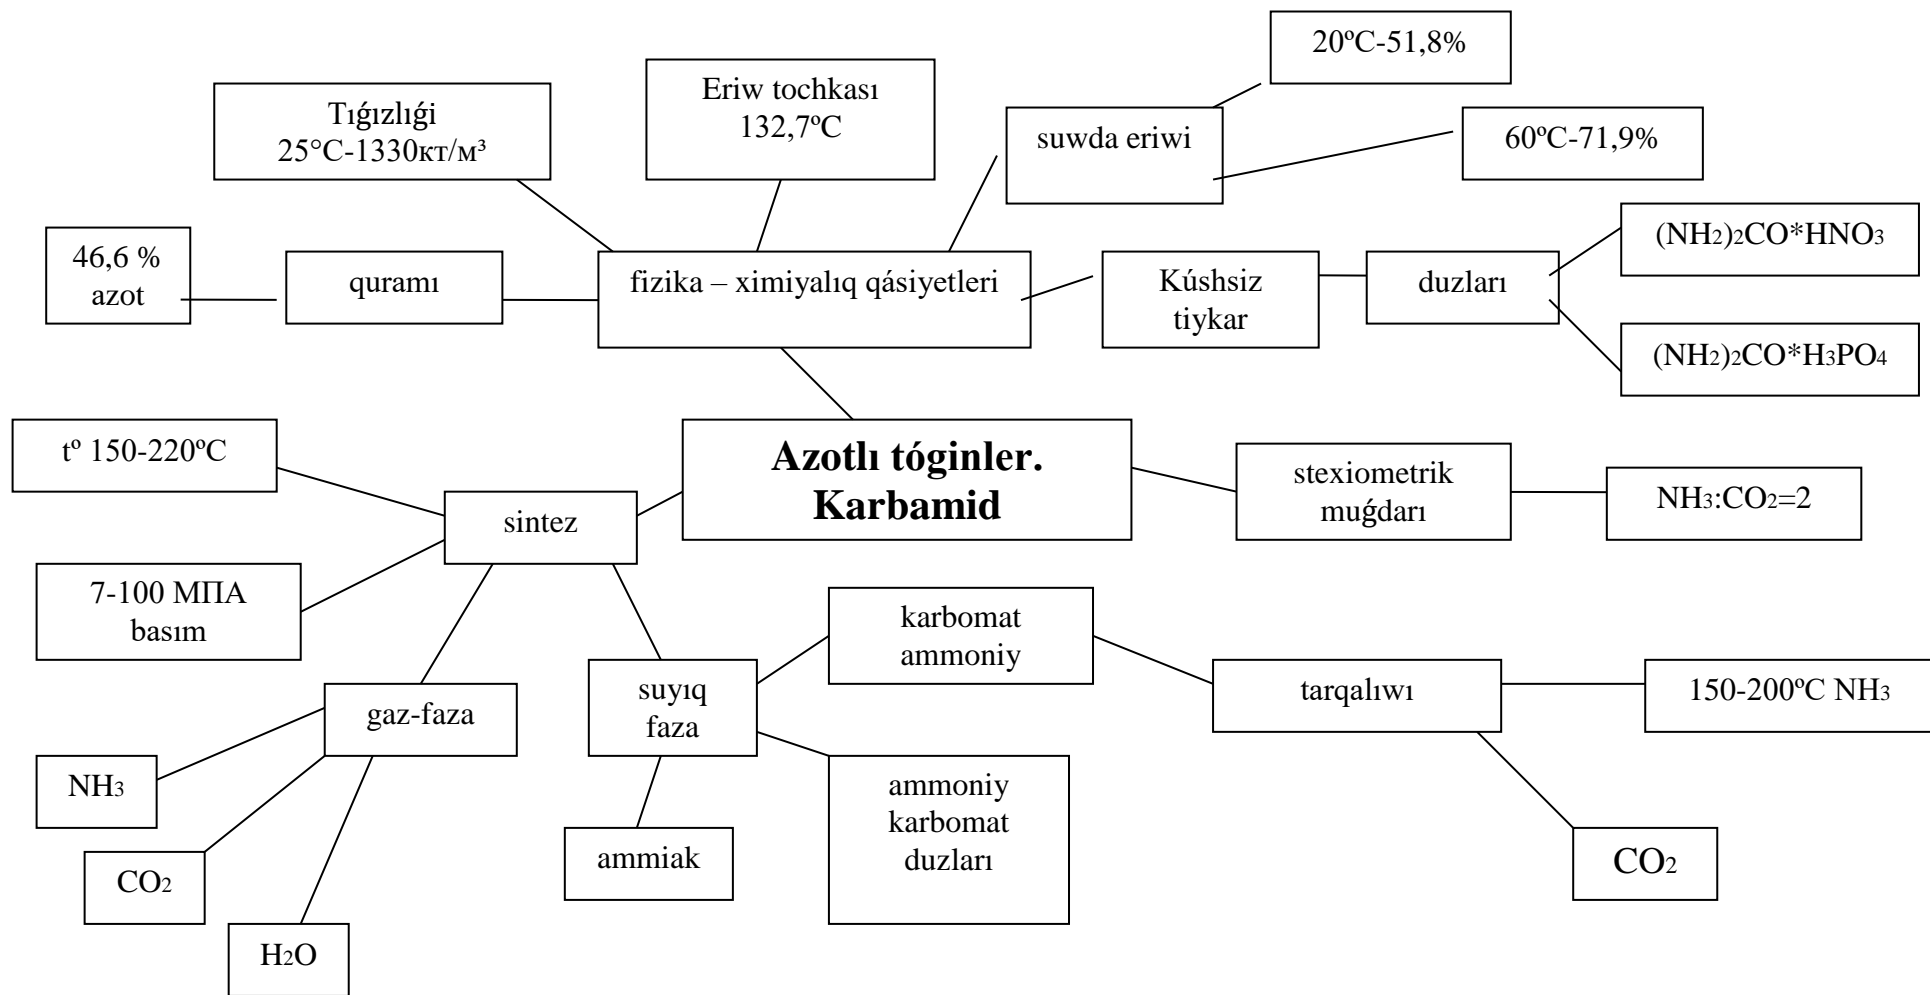 20ºC-51,8%
Eriw tochkası
132,7ºC
Tıǵızlıǵi
25°C-1330кт/м³
suwda eriwi
60ºC-71,9%
46,6 %
azot
quramı
fizika – ximiyalıq qásiyetleri
Kúshsiz
tiykar
duzları
(NH₂)₂CO*HNO₃
(NH₂)₂CO*H₃PO₄
tº 150-220ºC
Azotlı tóginler.
Karbamid
stexiometrik
muǵdarı
NH₃:CO₂=2
sintez
7-100 МПА
basım
karbomat
ammoniy
gaz-faza
suyıq
faza
tarqalıwı
150-200ºC NH₃
NH₃
ammoniy
karbomat
duzları
CO₂
ammiak
CO₂
H₂O